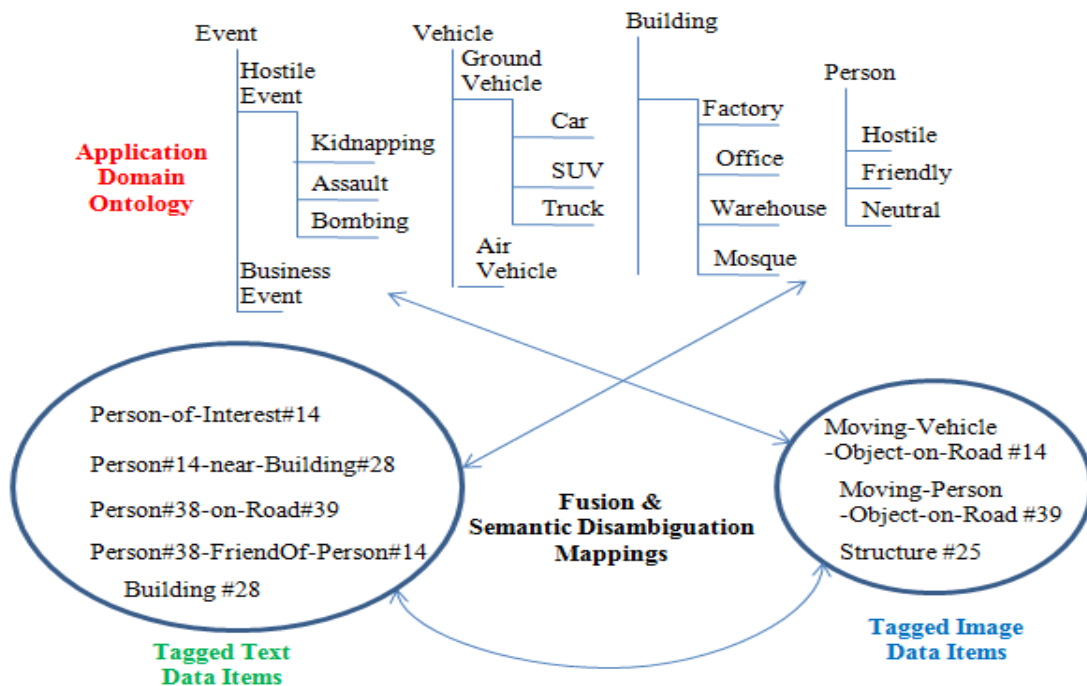 Event
Hostile
Event
Kidnapping
Assault
Bombing
Business
Event
Vehicle
Ground
Vehicle
Car
SUV
Truck
Air
Vehicle
Building
Factory
Office
Warehouse
Mosque
Person
Hostile
Friendly
Neutral
Application
Domain
Ontology
Person-of-Interest#14
Person#14-near-Building#28
Person#38-on-Road#39
Person#38-FriendOf-Person#14
Building #28
Tagged Text
Data Items
Fusion &
Semantic Disambiguation
Mappings
Moving-Vehicle
-Object-on-Road #14
Moving-Person
-Object-on-Road #39
Structure #25
Tagged Image
Data Items